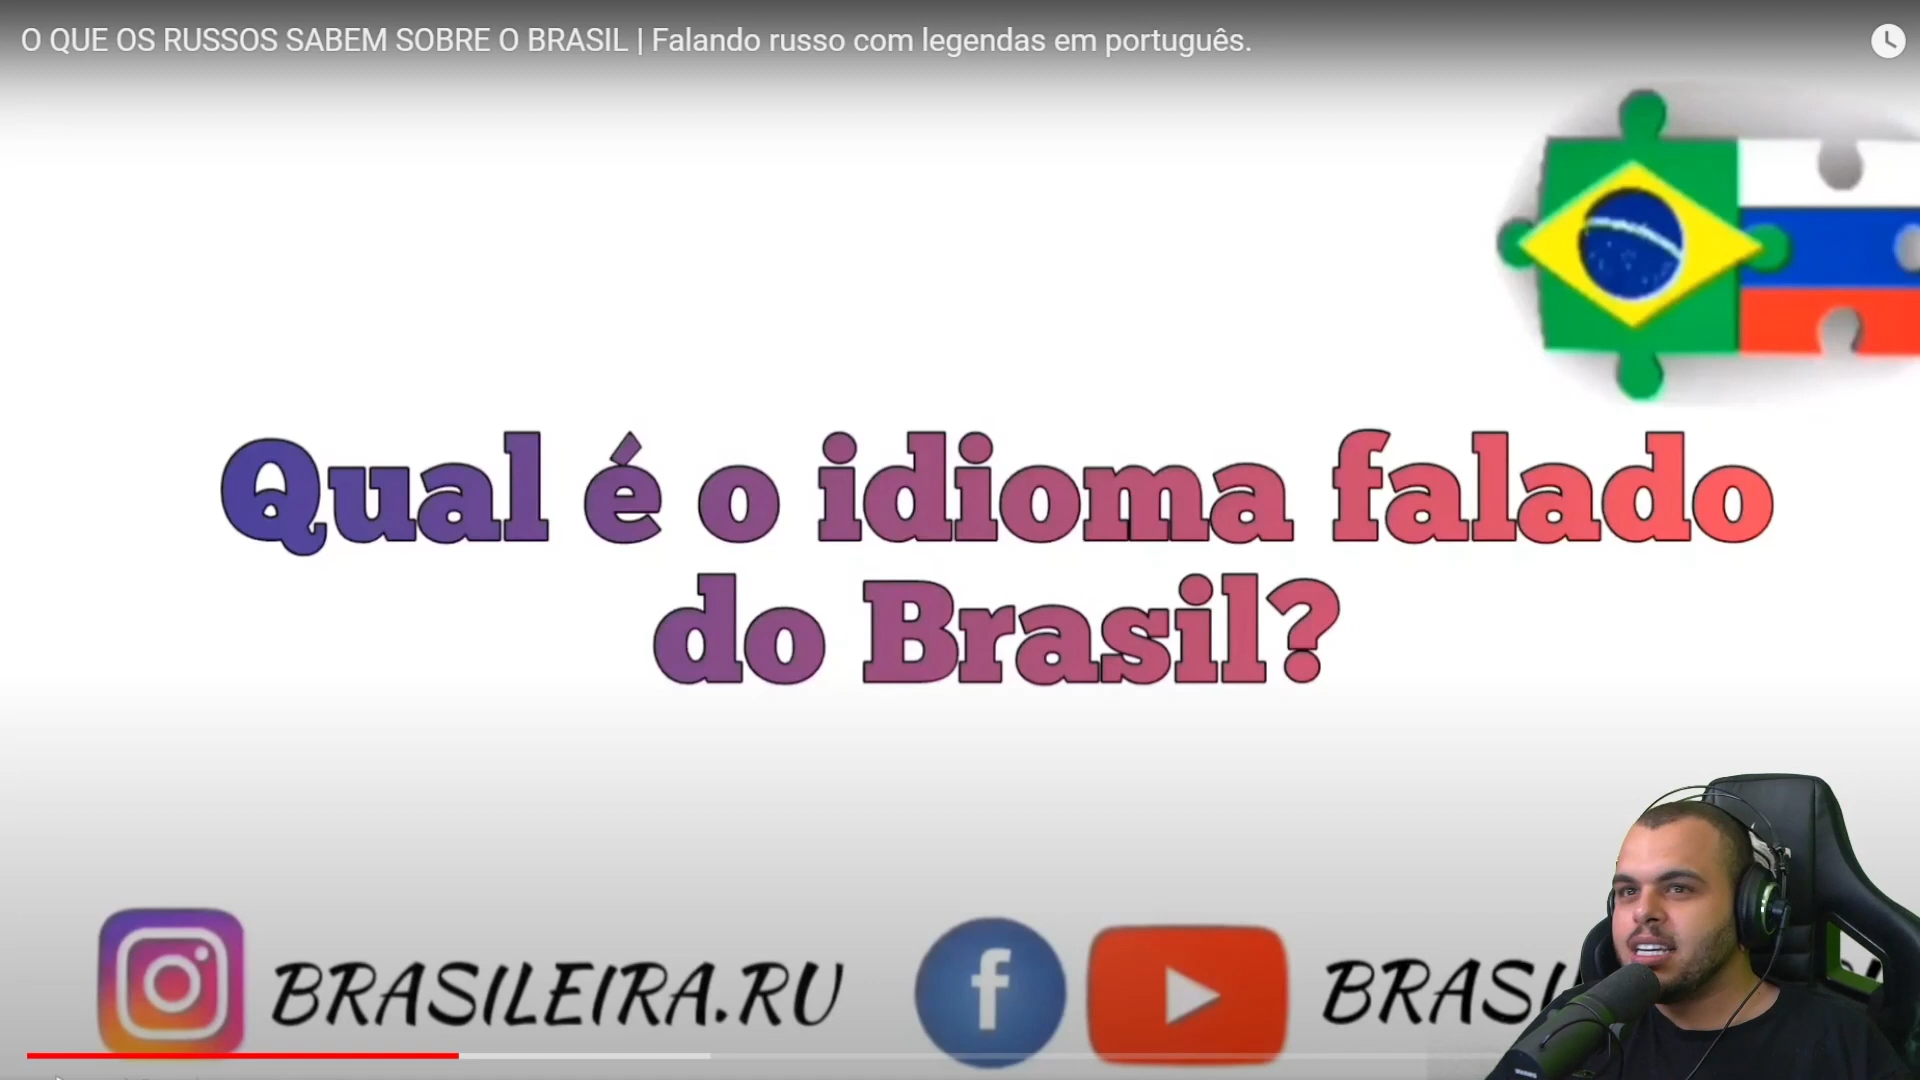 O QUE OS RUSSOS SABEM SOBRE O BRASIL | Falando russo com legendas em português.
Qual é o idioma falado
do Brasil?
BRASILEIRA.RU